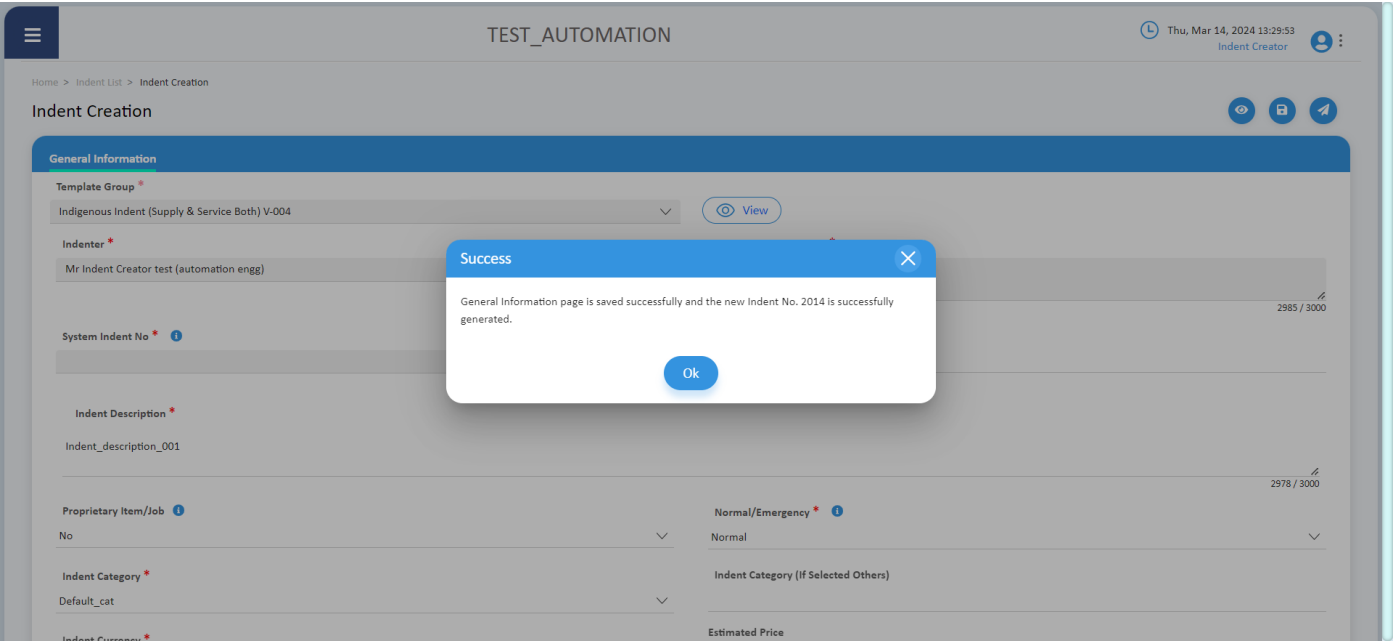 TEST_AUTOMATION
Thu, Mar 14, 2024 13:29:53
Indent Creator
Home > Indent List > Indent Creation
Indent Creation
General Information
Template Group *
Indigenous Indent (Supply & Service Both) V-004
View
Indenter *
*
Mr Indent Creator test (automation engg)
2985 / 3000
Success
General Information page is saved successfully and the new Indent No. 2014 is successfully
generated.
Ok
System Indent No *
Indent Description *
Indent_description_001
2978 / 3000
Proprietary Item/Job
Normal/Emergency *
No
Normal
Indent Category *
Indent Category (If Selected Others)
Default_cat
Indent Currency *
Estimated Price